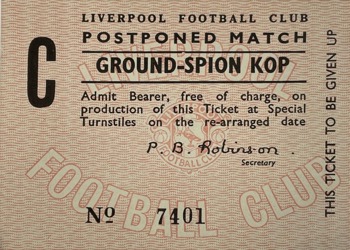 C
LIVERPOOL FOOTBALL CLUB
POSTPONED MATCH
GROUND-SPION KOP
Admit Bearer, free of charge, on
production of this Ticket at Special
Turnstiles on the re-arranged date
P. B. Robinson.
Secretary
Nº 7401
THIS TICKET TO BE GIVEN UP
LIVERPOOL
FOOTBALL CLUB